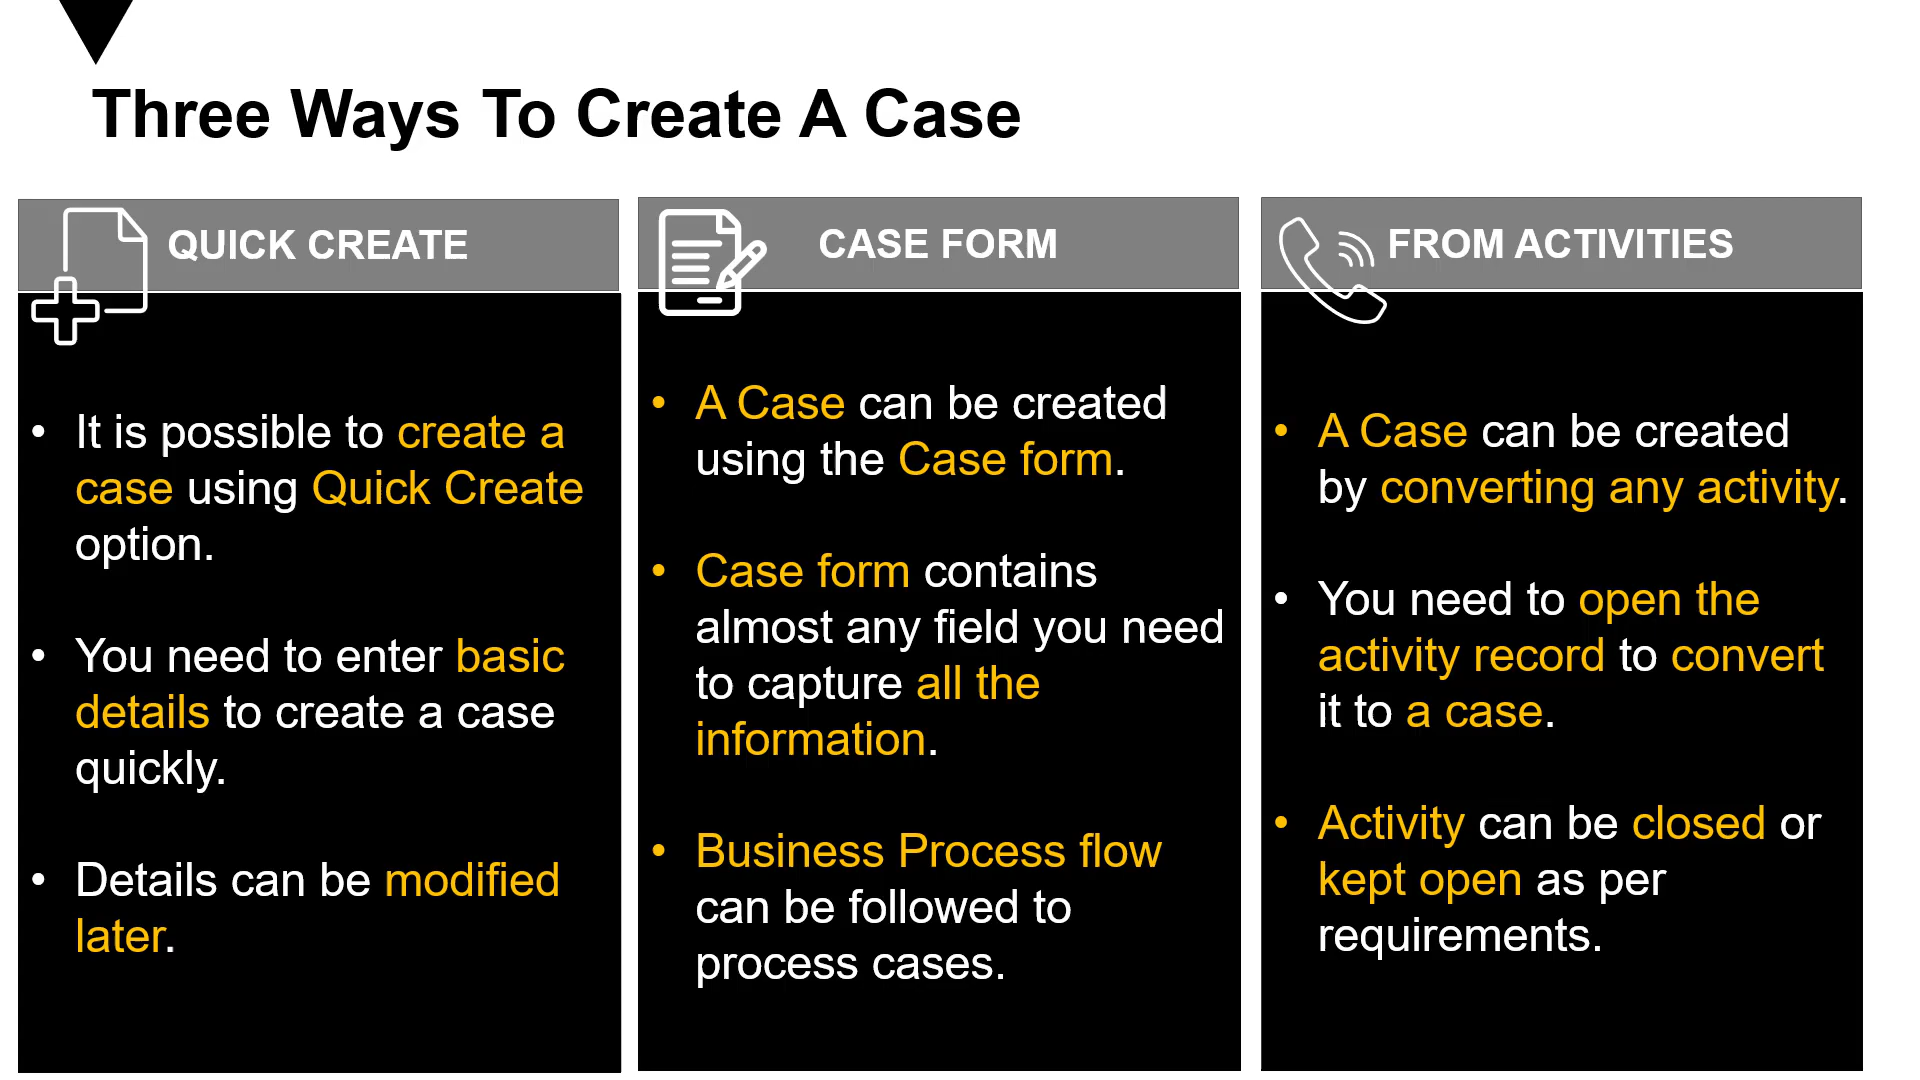 Three Ways To Create A Case
QUICK CREATE
• It is possible to create a
case using Quick Create
option.
• You need to enter basic
details to create a case
quickly.
• Details can be modified
later.
CASE FORM
• A Case can be created
using the Case form.
• Case form contains
almost any field you need
to capture all the
information.
• Business Process flow
can be followed to
process cases.
FROM ACTIVITIES
• A Case can be created
by converting any activity.
• You need to open the
activity record to convert
it to a case.
• Activity can be closed or
kept open as per
requirements.